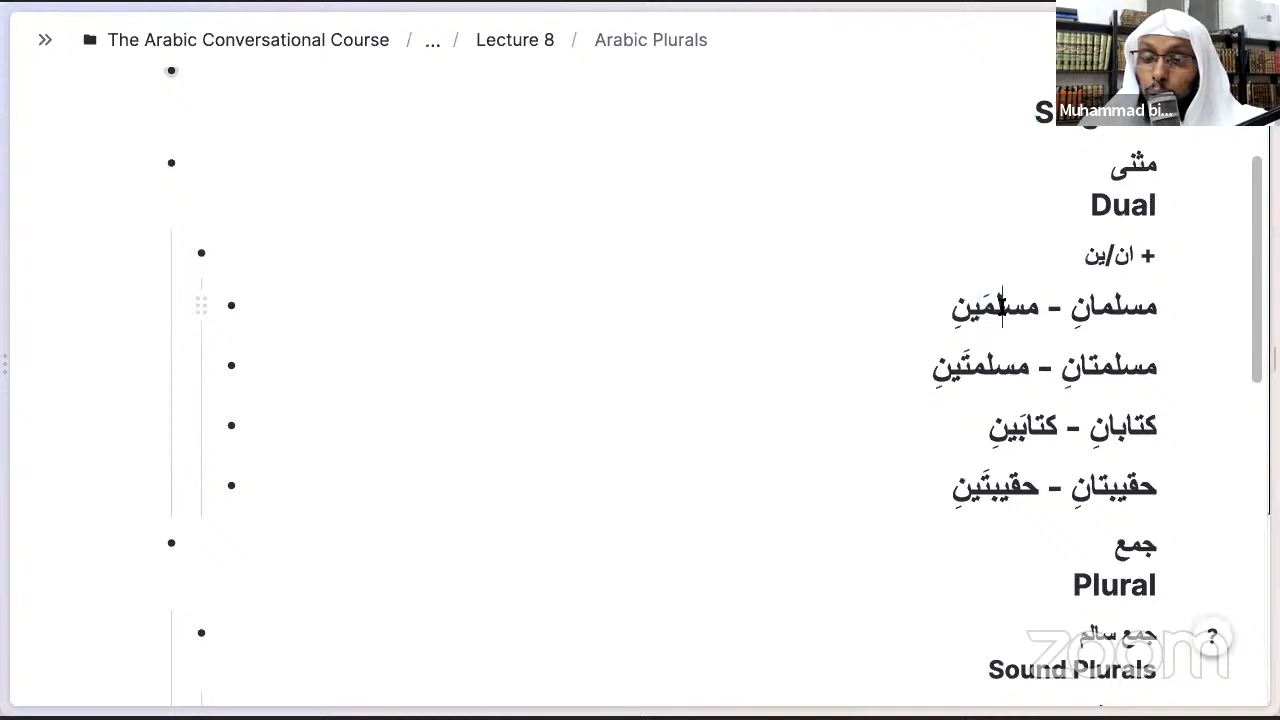 The Arabic Conversational Course / ... / Lecture 8 / Arabic Plurals
Muhammad bi...
مثنى
Dual
+ ان/ين
مسلمانِ - مسلمَينِ
مسلمتانِ - مسلمتَينِ
كتابانِ - كتابَينِ
حقيبتانِ - حقيبتَينِ
جمع
Plural
جمع سالم
?
zoom
Sound Plurals